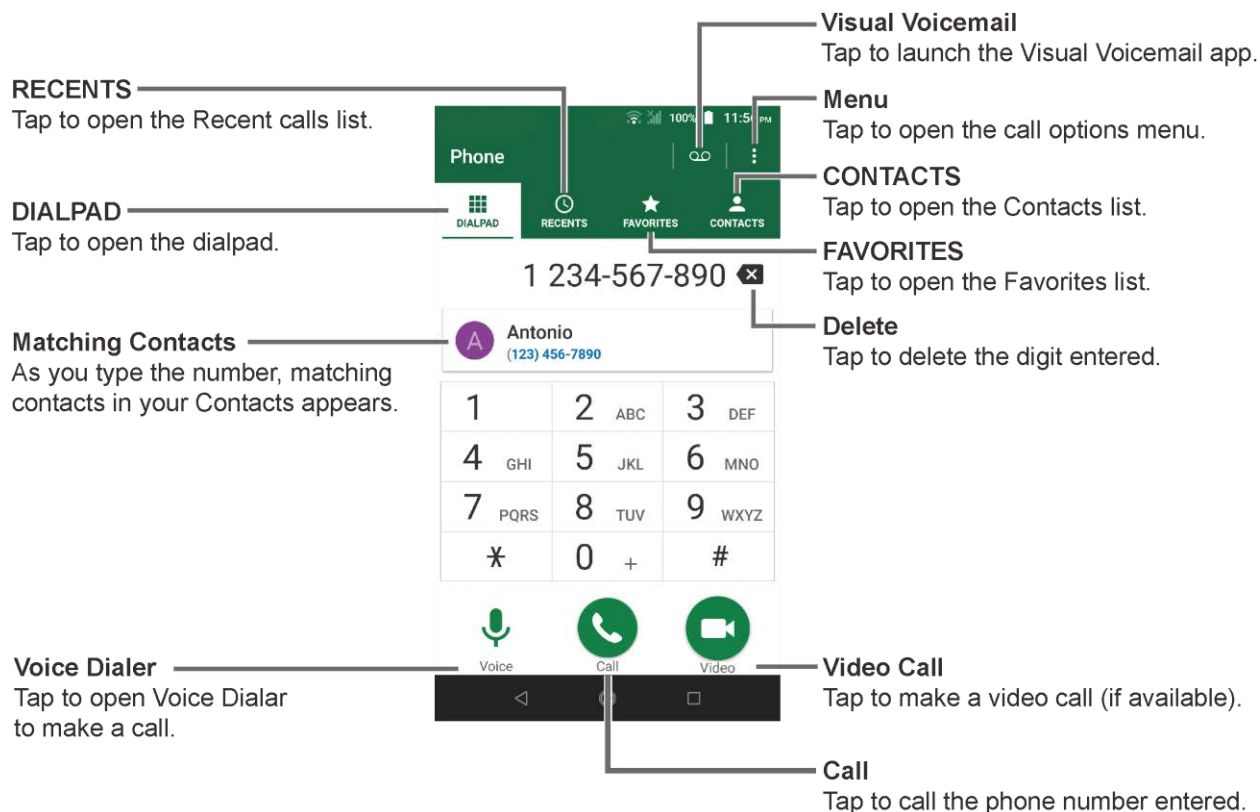 Visual Voicemail
Tap to launch the Visual Voicemail app.
RECENTS
Tap to open the Recent calls list.
Menu
Tap to open the call options menu.
DIALPAD
Tap to open the dialpad.
CONTACTS
Tap to open the Contacts list.
FAVORITES
Tap to open the Favorites list.
Matching Contacts
As you type the number, matching
contacts in your Contacts appears.
Delete
Tap to delete the digit entered.
100%
PM
Phone
DIALPAD
RECENTS
FAVORITES
CONTACTS
1 234-567-890
A
Antonio
(123) 456-7890
1
2 ABC
3 DEF
4 GHI
5 JKL
6 MNO
7 PQRS
8 TUV
9 WXYZ
*
0 +
#
Voice
Call
Video
Voice Dialer
Tap to open Voice Dialar
to make a call.
Video Call
Tap to make a video call (if available).
Call
Tap to call the phone number entered.